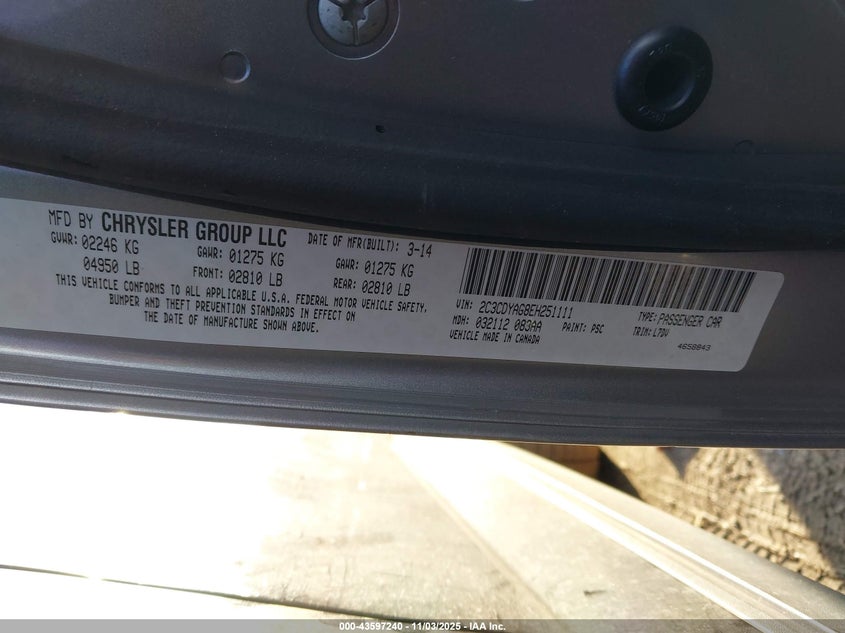 MFD BY CHRYSLER GROUP LLC
DATE OF MFR(BUILT): 3-14
GVWR: 02246 KG
GAWR: 01275 KG
GAWR: 01275 KG
04950 LB
FRONT: 02810 LB
REAR: 02810 LB
THIS VEHICLE CONFORMS TO ALL APPLICABLE U.S.A. FEDERAL MOTOR VEHICLE SAFETY,
BUMPER AND THEFT PREVENTION STANDARDS IN EFFECT ON
THE DATE OF MANUFACTURE SHOWN ABOVE.
VIN: 2C3CDYAG8EH251111
TYPE: PASSENGER CAR
MDH: 032112 083AA
PAINT: PSC
TRIM: L7DV
VEHICLE MADE IN CANADA
4658843
000-43597240 - 11/03/2025 - IAA Inc.